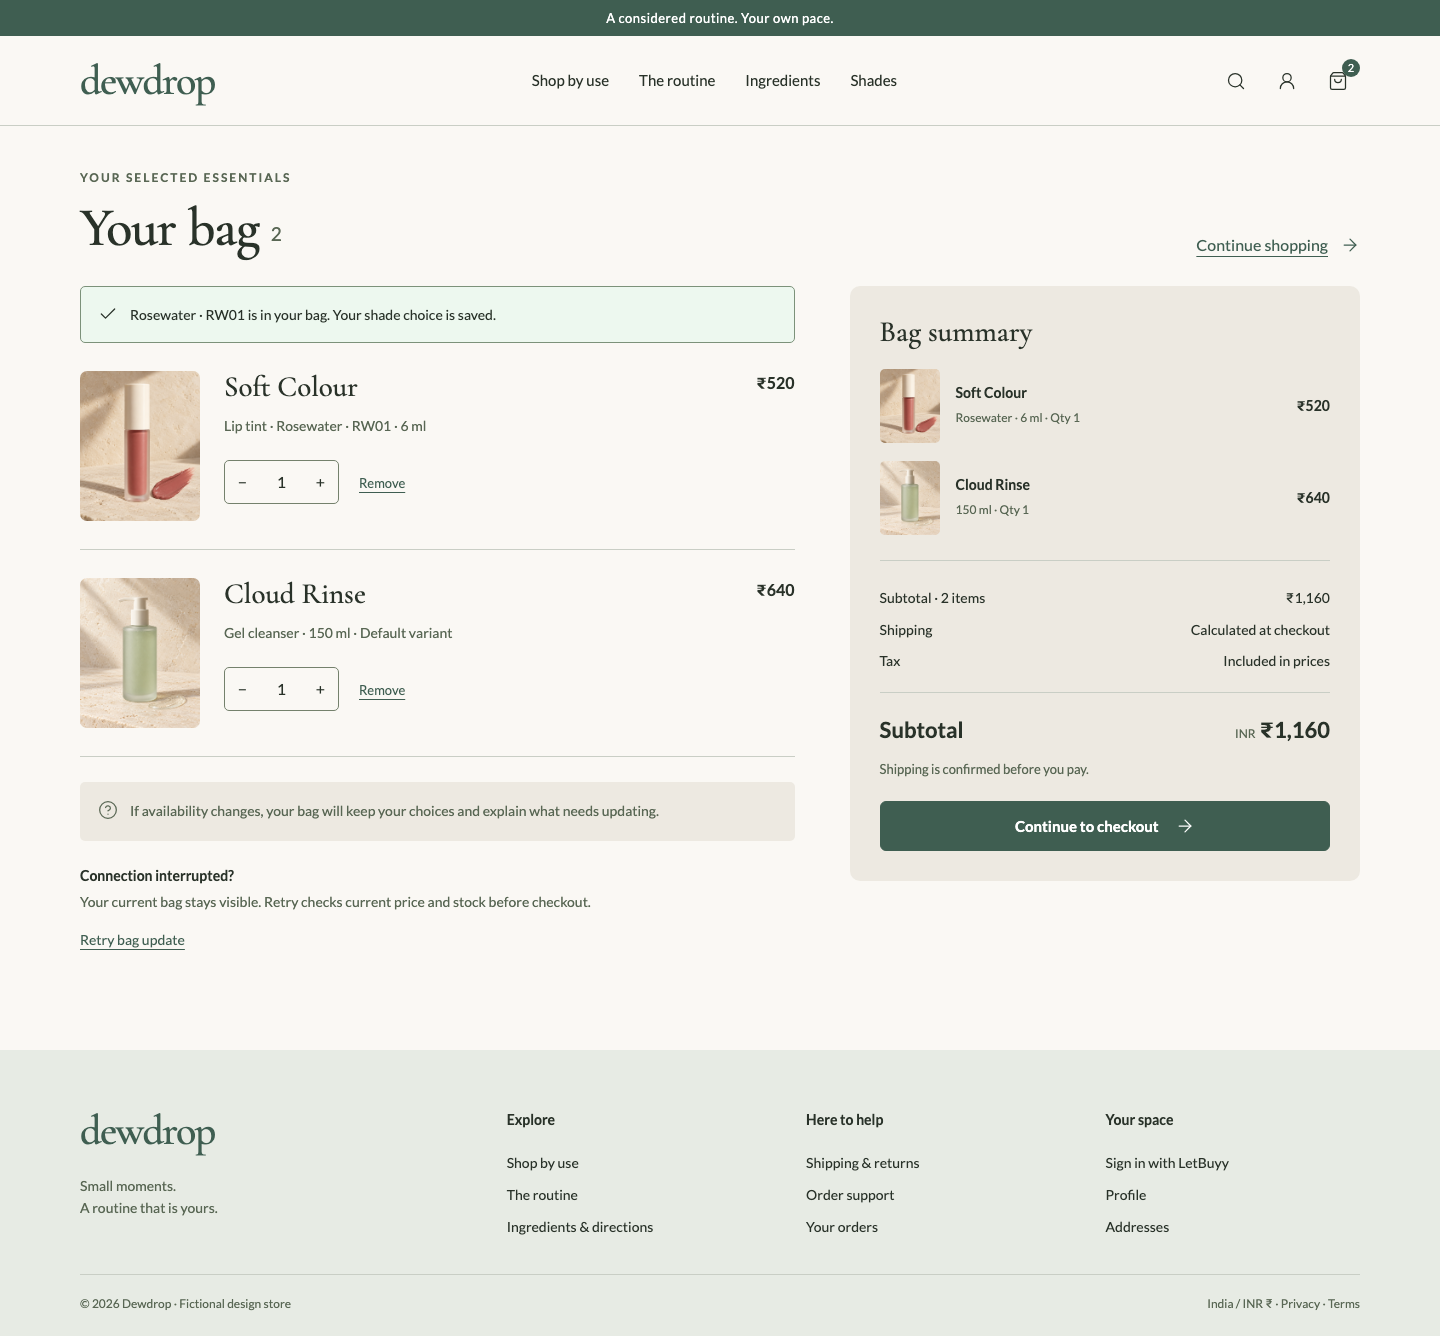 A considered routine. Your own pace.
dewdrop
Shop by use The routine Ingredients Shades
2
YOUR SELECTED ESSENTIALS
Your bag 2
Continue shopping
Rosewater · RW01 is in your bag. Your shade choice is saved.
Soft Colour ₹520
Lip tint · Rosewater · RW01 · 6 ml
− 1 + Remove
Cloud Rinse ₹640
Gel cleanser · 150 ml · Default variant
− 1 + Remove
If availability changes, your bag will keep your choices and explain what needs updating.
Connection interrupted?
Your current bag stays visible. Retry checks current price and stock before checkout.
Retry bag update
Bag summary
Soft Colour
Rosewater · 6 ml · Qty 1
₹520
Cloud Rinse
150 ml · Qty 1
₹640
Subtotal · 2 items ₹1,160
Shipping Calculated at checkout
Tax Included in prices
Subtotal INR ₹1,160
Shipping is confirmed before you pay.
Continue to checkout
dewdrop
Small moments.
A routine that is yours.
Explore
Shop by use
The routine
Ingredients & directions
Here to help
Shipping & returns
Order support
Your orders
Your space
Sign in with LetBuyy
Profile
Addresses
© 2026 Dewdrop · Fictional design store
India / INR ₹ · Privacy · Terms